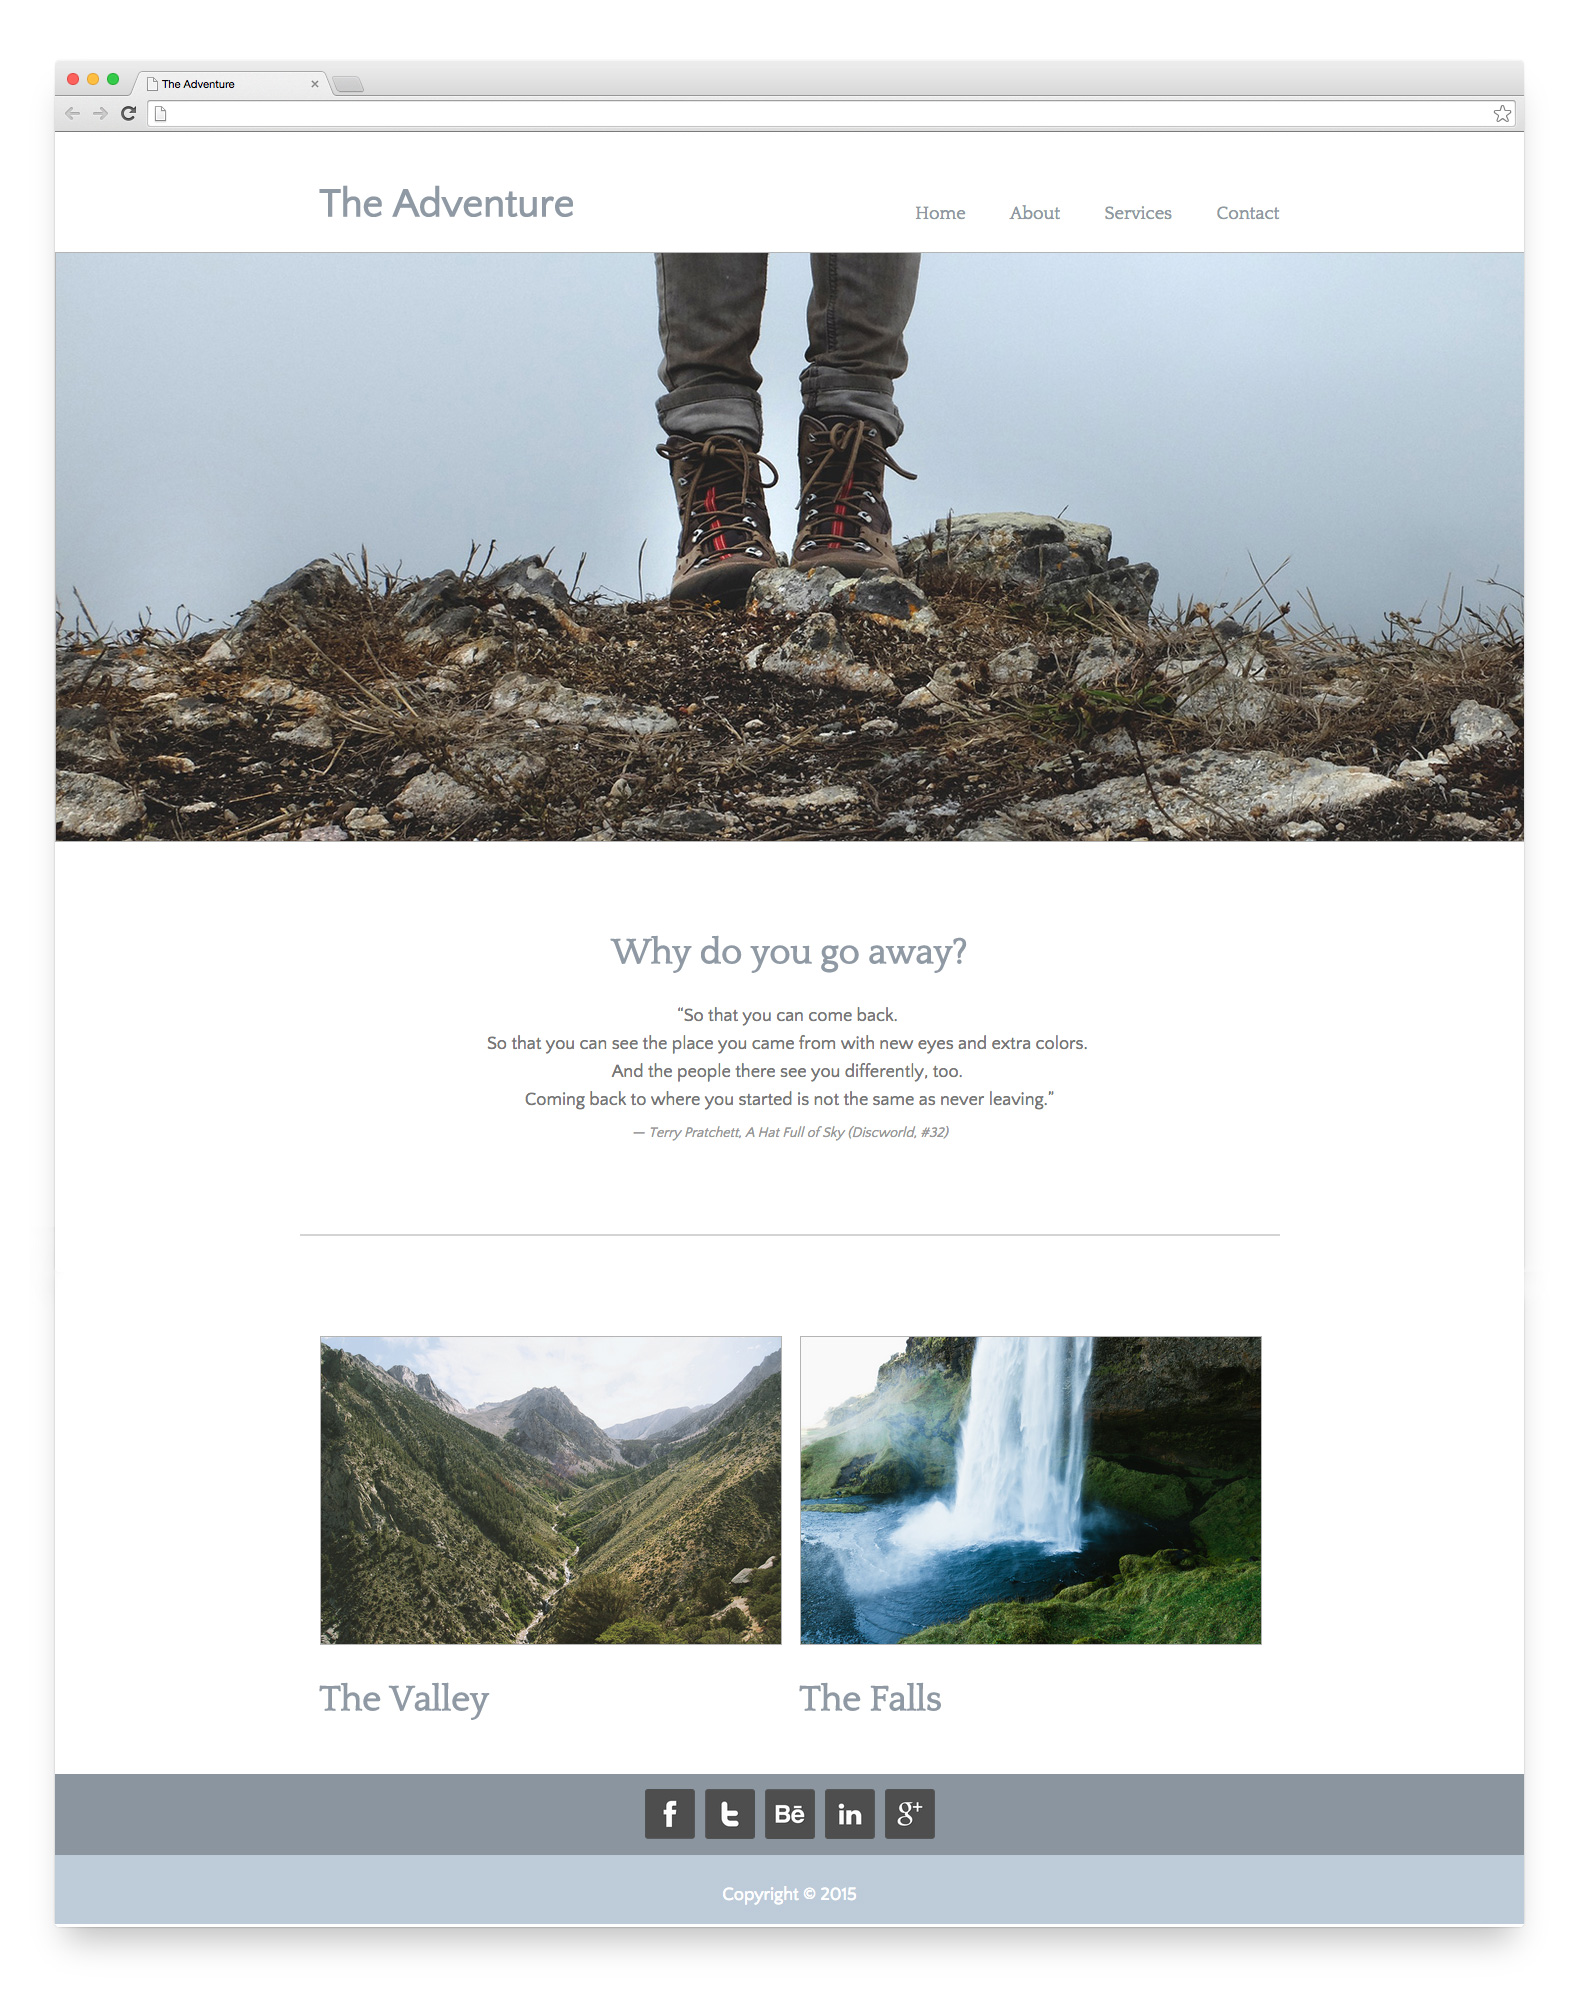 The Adventure
The Adventure
Home About Services Contact
Why do you go away?
“So that you can come back.
So that you can see the place you came from with new eyes and extra colors.
And the people there see you differently, too.
Coming back to where you started is not the same as never leaving.”
— Terry Pratchett, A Hat Full of Sky (Discworld, #32)
The Valley
The Falls
f t Bē in g+
Copyright © 2015